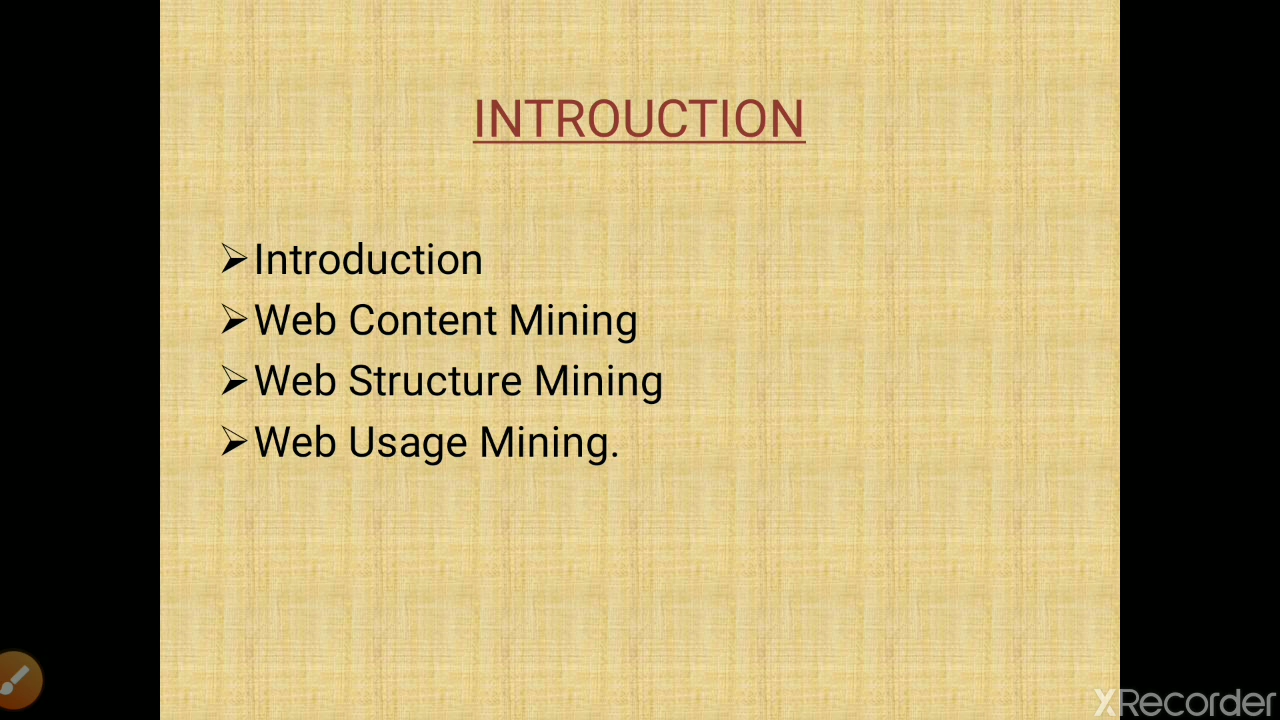 INTROUCTION
➢Introduction
➢Web Content Mining
➢Web Structure Mining
➢Web Usage Mining.
XRecorder